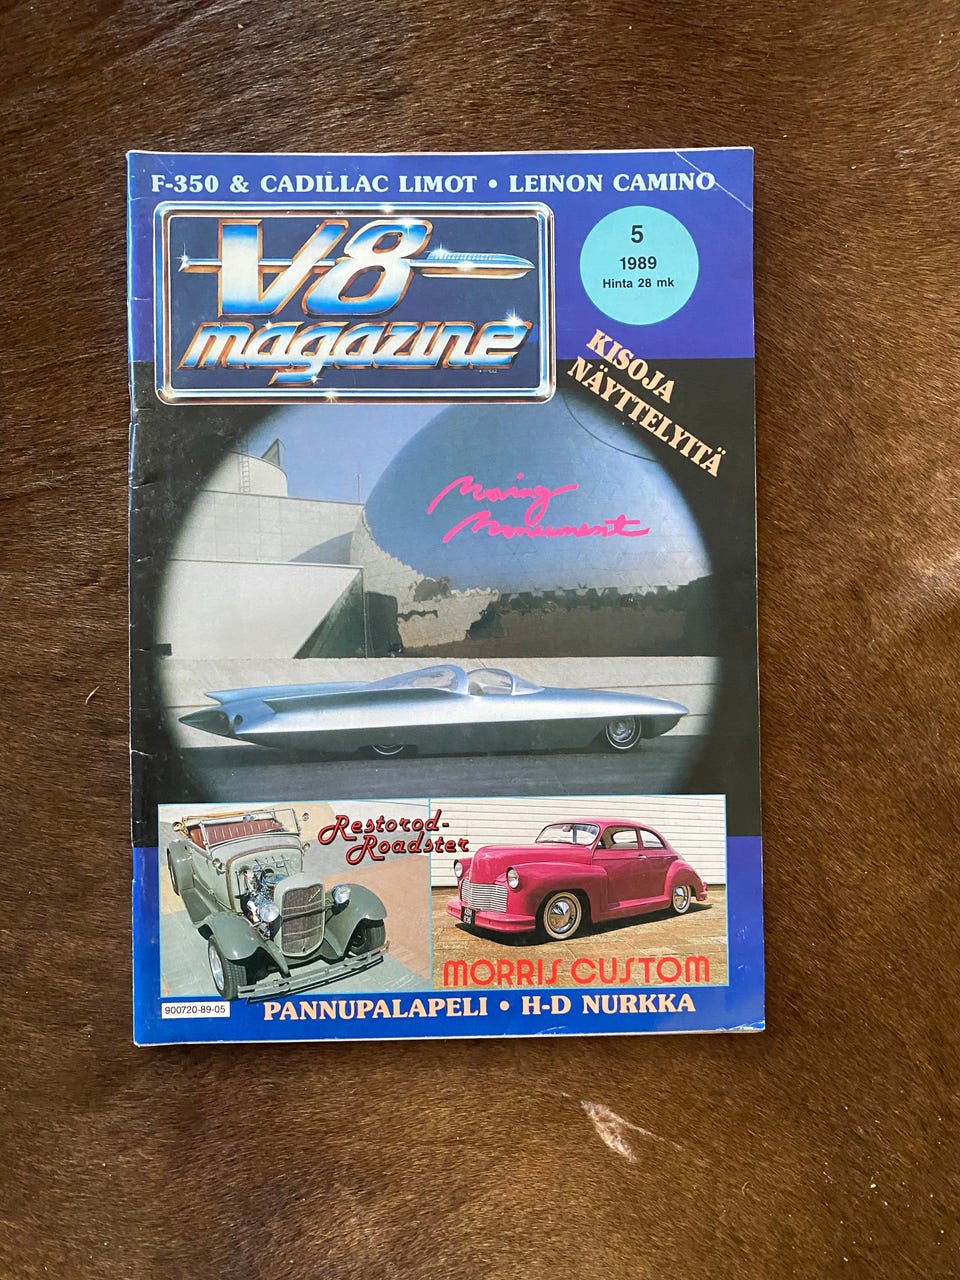 F-350 & CADILLAC LIMOT • LEINON CAMINO
V8
magazine
5
1989
Hinta 28 mk
KISOJA
NÄYTTELYITÄ
Moving
Monument
Restorod-
Roadster
MORRIS CUSTOM
900720-89-05
PANNUPALAPELI • H-D NURKKA